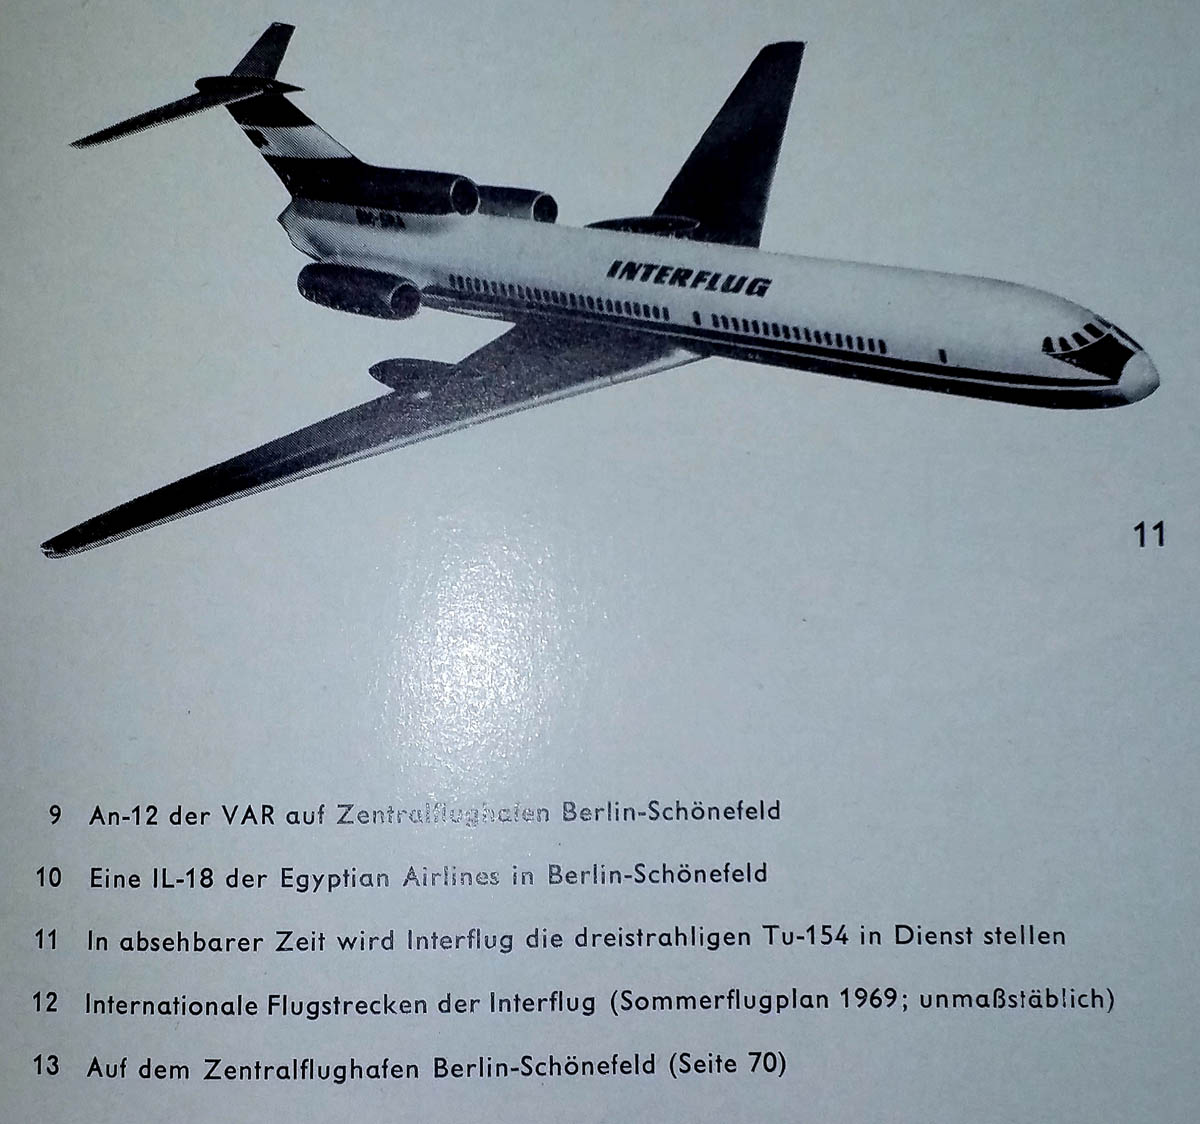 INTERFLUG
11
9 An-12 der VAR auf Zentralflughafen Berlin-Schönefeld
10 Eine IL-18 der Egyptian Airlines in Berlin-Schönefeld
11 In absehbarer Zeit wird Interflug die dreistrahligen Tu-154 in Dienst stellen
12 Internationale Flugstrecken der Interflug (Sommerflugplan 1969; unmaßstäblich)
13 Auf dem Zentralflughafen Berlin-Schönefeld (Seite 70)